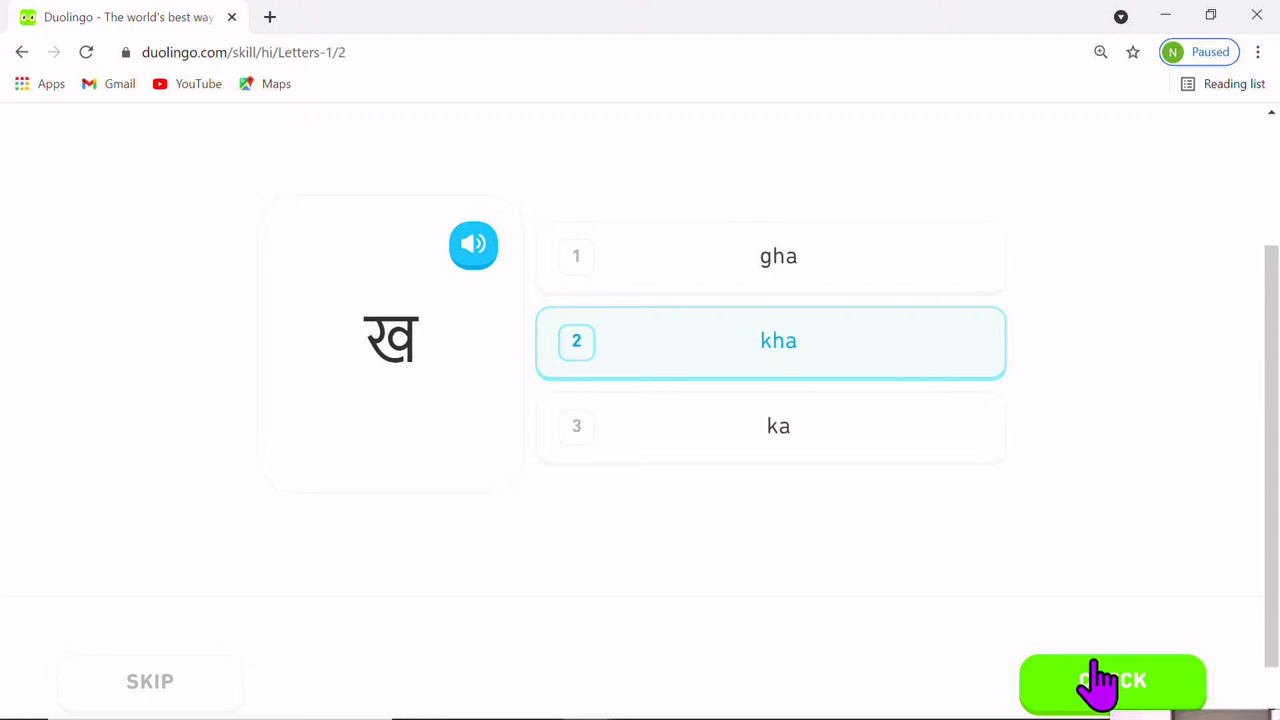 Duolingo - The world's best way
duolingo.com/skill/hi/Letters-1/2
N Paused
Apps Gmail YouTube Maps
Reading list
ख
1 gha
2 kha
3 ka
SKIP